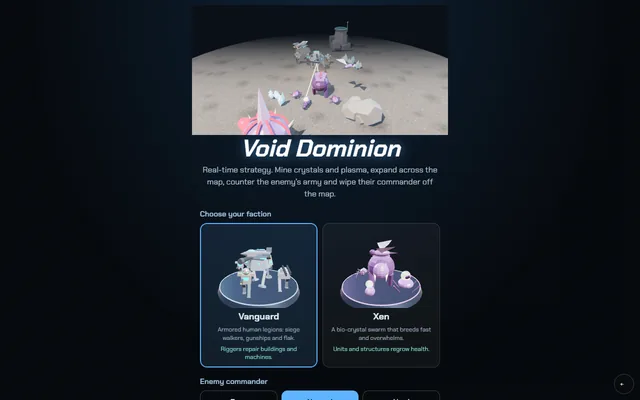 Void Dominion
Real-time strategy. Mine crystals and plasma, expand across the
map, counter the enemy's army and wipe their commander off
the map.
Choose your faction
Vanguard
Armored human legions: siege
walkers, gunships and flak.
Riggers repair buildings and
machines.
Xen
A bio-crystal swarm that breeds fast
and overwhelms.
Units and structures regrow health.
Enemy commander